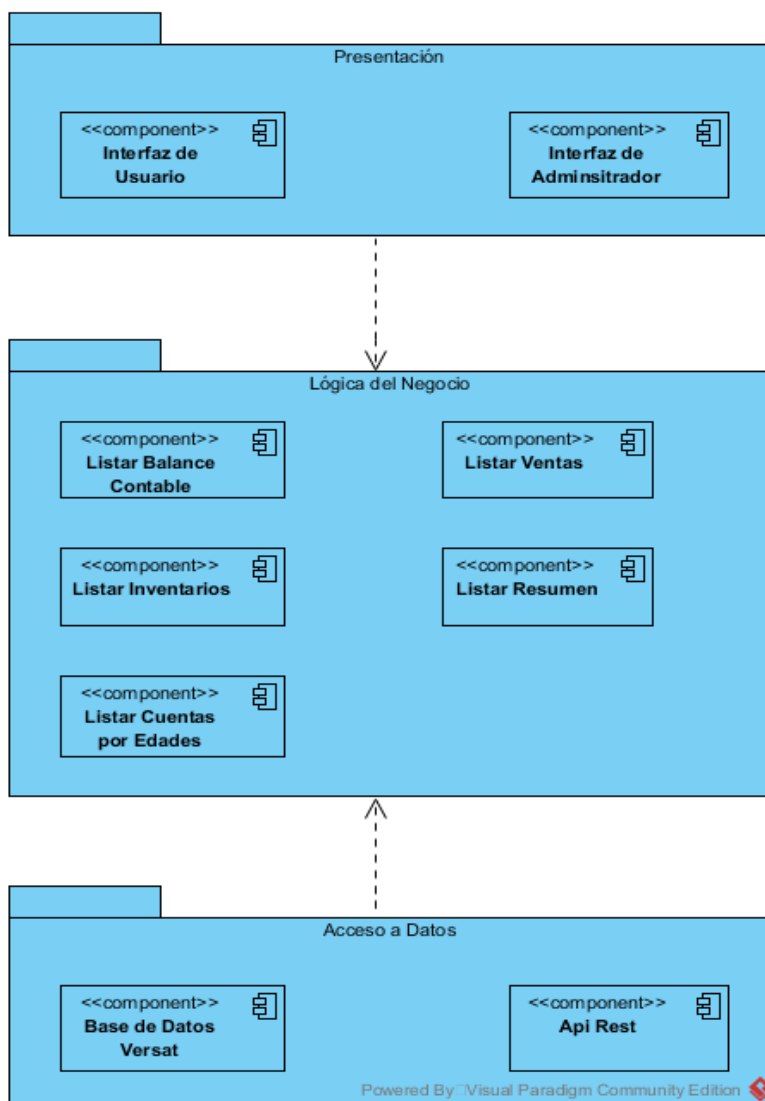 Presentación
<<component>>
Interfaz de
Usuario
<<component>>
Interfaz de
Adminsitrador
Lógica del Negocio
<<component>>
Listar Balance
Contable
<<component>>
Listar Ventas
<<component>>
Listar Inventarios
<<component>>
Listar Resumen
<<component>>
Listar Cuentas
por Edades
Acceso a Datos
<<component>>
Base de Datos
Versat
<<component>>
Api Rest
Powered By Visual Paradigm Community Edition